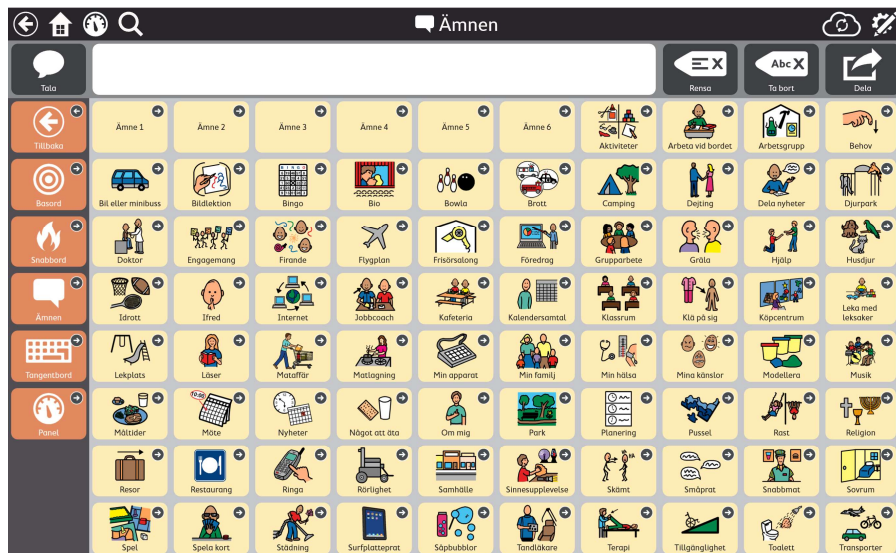 Ämnen
Tala
Abc X
Rensa
Ta bort
Dela
Tillbaka
Ämne 1
Ämne 2
Ämne 3
Ämne 4
Ämne 5
Ämne 6
Aktiviteter
Arbeta vid bordet
Arbetsgrupp
Behov
Basord
Bil eller minibuss
Bildlektion
BINGO
Bingo
Bio
Bowla
Brott
Camping
Dejting
Dela nyheter
Djurpark
Snabbord
Doktor
Engagemang
Firande
Flygplan
Frisörsalong
Föredrag
Grupparbete
Gräla
Hjälp
Husdjur
Ämnen
Idrott
Ifred
Internet
Jobbcoach
Kafeteria
Kalendersamtal
Klassrum
Klä på sig
Köpcentrum
Leka med
leksaker
Tangentbord
Lekplats
Läser
Mataffär
Matlagning
Min apparat
Min familj
Min hälsa
Mina känslor
Modellera
Musik
Panel
Måltider
10:00
Möte
Nyheter
Något att äta
Om mig
Park
Planering
Pussel
Rast
Religion
Resor
Restaurang
Ringa
Rörlighet
Samhälle
Sinnesupplevelse
HA
Skämt
Småprat
Snabbmat
Sovrum
Spel
Spela kort
Städning
Surfplatteprat
Såpbubblor
Tandläkare
Terapi
Tillgänglighet
Toalett
Transporter